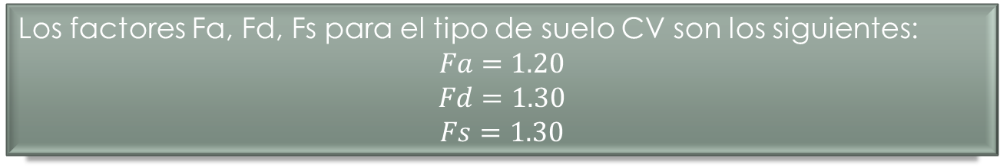 Los factores Fa, Fd, Fs para el tipo de suelo CV son los siguientes:
Fa = 1.20
Fd = 1.30
Fs = 1.30